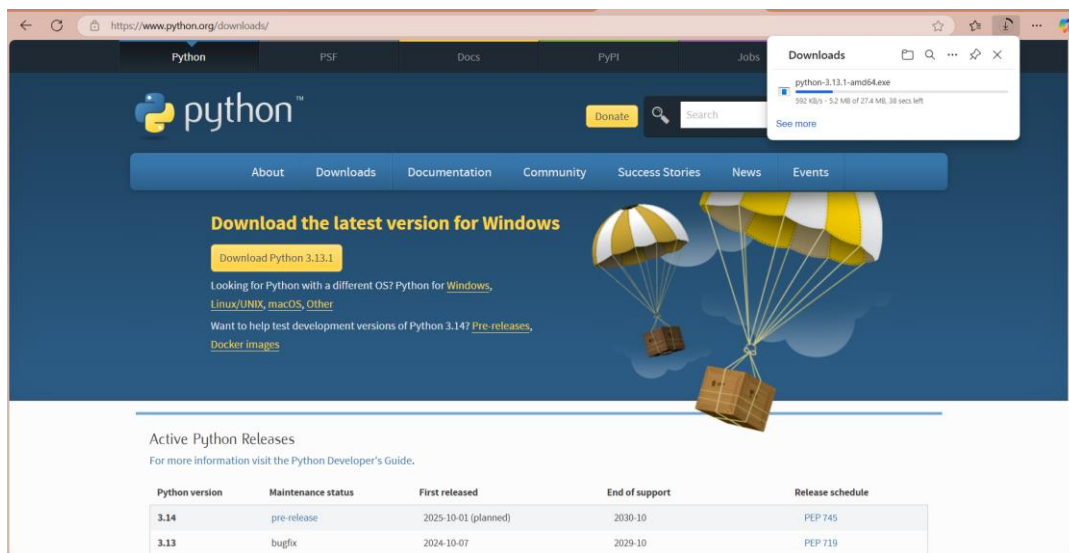 https://www.python.org/downloads/
Python PSF Docs PyPI Jobs
Downloads
python-3.13.1-amd64.exe
592 KB/s - 5.2 MB of 27.4 MB, 38 secs left
See more
python™
Donate
Search
About Downloads Documentation Community Success Stories News Events
Download the latest version for Windows
Download Python 3.13.1
Looking for Python with a different OS? Python for Windows,
Linux/UNIX, macOS, Other
Want to help test development versions of Python 3.14? Pre-releases,
Docker images
Active Python Releases
For more information visit the Python Developer's Guide.
Python version Maintenance status First released End of support Release schedule
3.14 pre-release 2025-10-01 (planned) 2030-10 PEP 745
3.13 bugfix 2024-10-07 2029-10 PEP 719